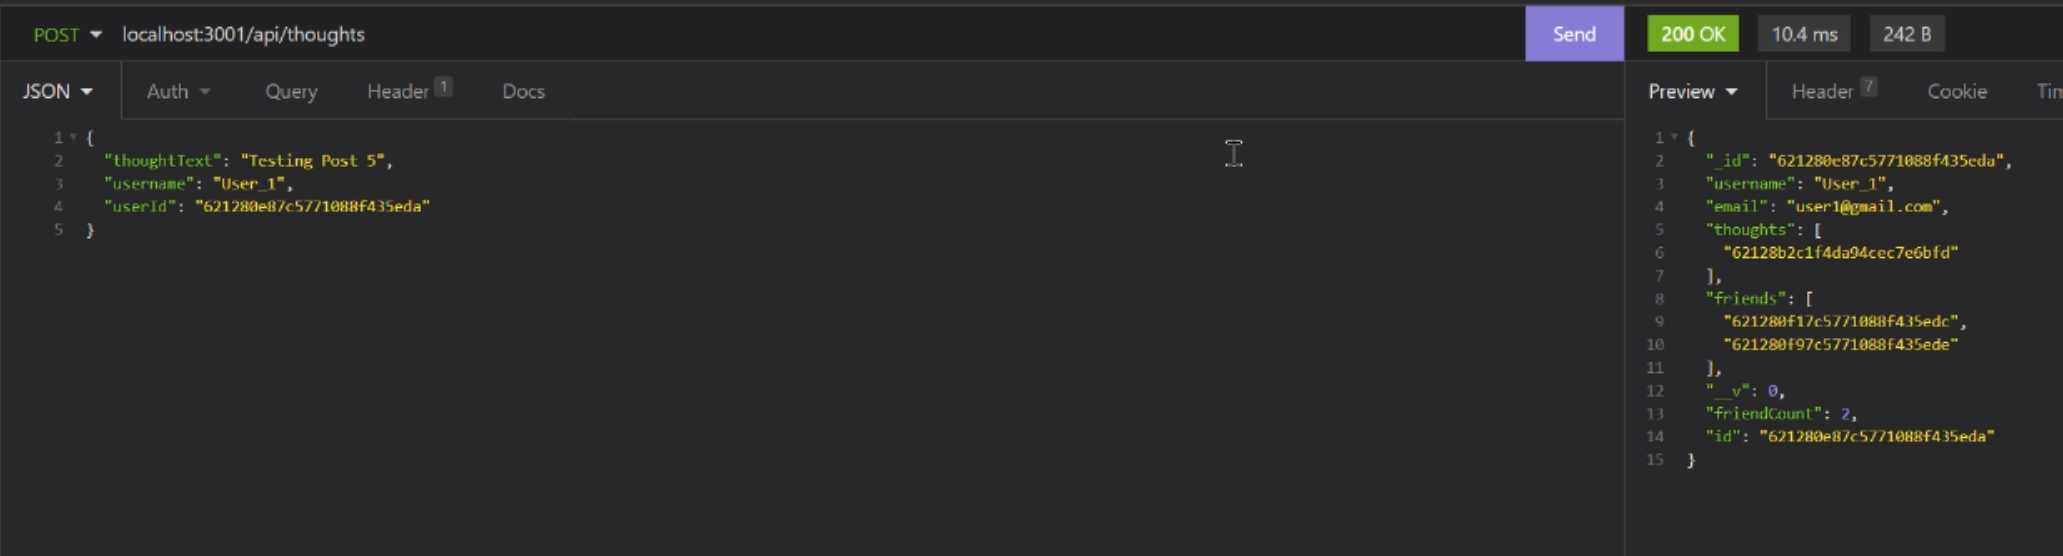 POST localhost:3001/api/thoughts Send
JSON Auth Query Header 1 Docs
1 {
2 "thoughtText": "Testing Post 5",
3 "username": "User_1",
4 "userId": "621280e87c5771088f435eda"
5 }
200 OK 10.4 ms 242 B
Preview Header 7 Cookie Tim
1 {
2 "_id": "621280e87c5771088f435eda",
3 "username": "User_1",
4 "email": "user1@gmail.com",
5 "thoughts": [
6 "62128b2c1f4da94cec7e6bfd"
7 ],
8 "friends": [
9 "621280f17c5771088f435edc",
10 "621280f97c5771088f435ede"
11 ],
12 "__v": 0,
13 "friendCount": 2,
14 "id": "621280e87c5771088f435eda"
15 }